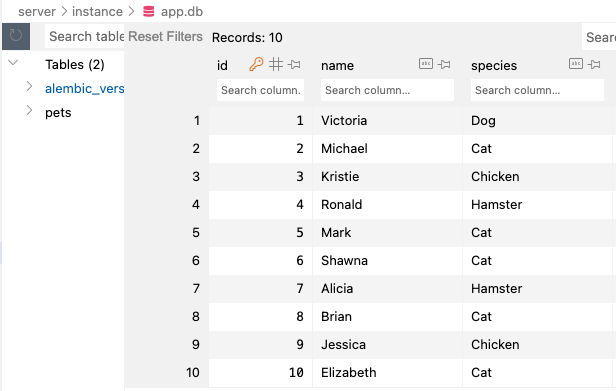 server > instance > app.db
Search table Reset Filters Records: 10 Sear
Tables (2)
alembic_vers
pets
id name abc species abc
Search column. Search column... Search column...
1 1 Victoria Dog
2 2 Michael Cat
3 3 Kristie Chicken
4 4 Ronald Hamster
5 5 Mark Cat
6 6 Shawna Cat
7 7 Alicia Hamster
8 8 Brian Cat
9 9 Jessica Chicken
10 10 Elizabeth Cat